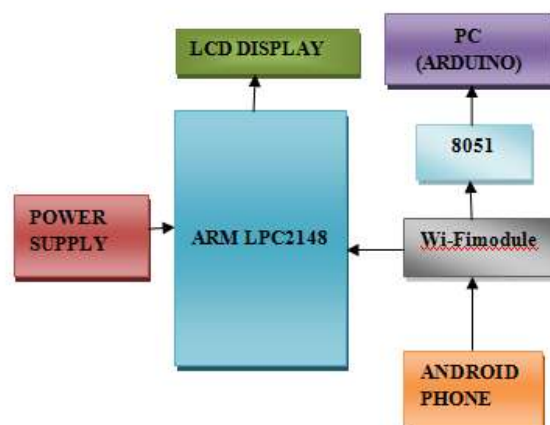 LCD DISPLAY
PC
(ARDUINO)
8051
POWER
SUPPLY
ARM LPC2148
Wi-Fimodule
ANDROID
PHONE